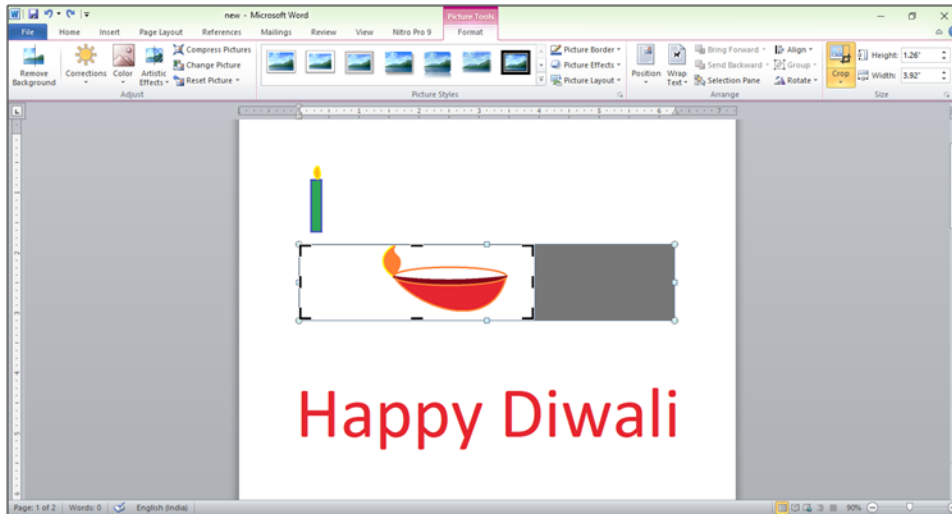 new - Microsoft Word
Picture Tools
File Home Insert Page Layout References Mailings Review View Nitro Pro 9 Format
Remove Background
Corrections
Color
Artistic Effects
Compress Pictures
Change Picture
Reset Picture
Adjust
Picture Styles
Picture Border
Picture Effects
Picture Layout
Position
Wrap Text
Bring Forward
Send Backward
Selection Pane
Align
Group
Rotate
Arrange
Crop
Height: 1.26"
Width: 3.92"
Size
Happy Diwali
Page: 1 of 2 Words: 0 English (India) 90%